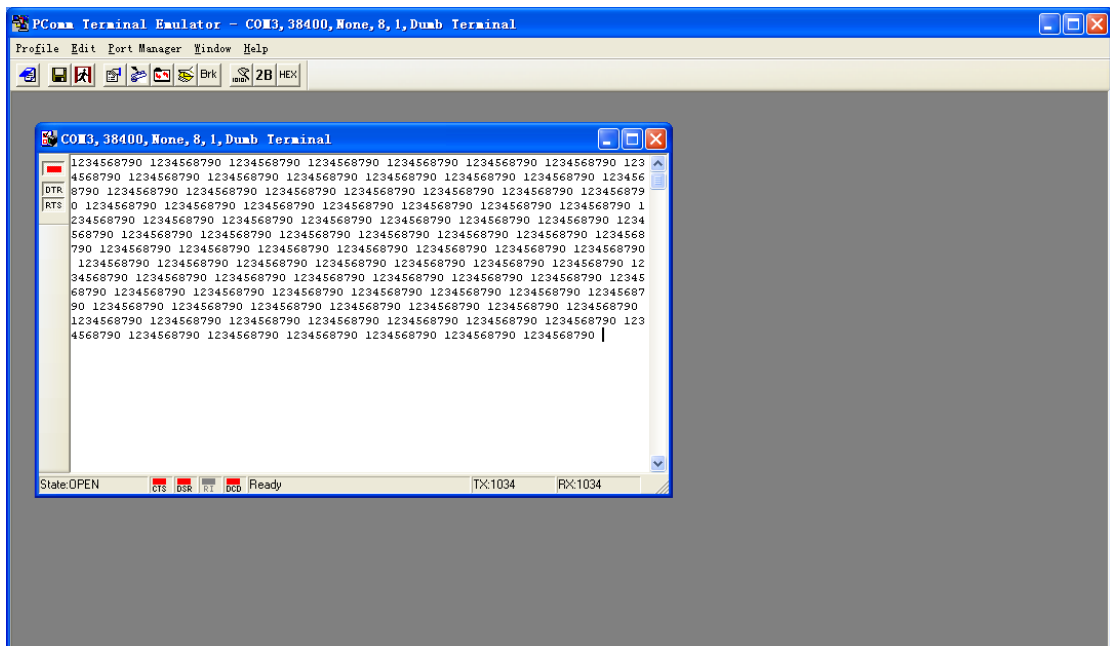 PComm Terminal Emulator - COM3,38400,None,8,1,Dumb Terminal
Profile Edit Port Manager Window Help
Brk 2B HEX
COM3,38400,None,8,1,Dumb Terminal
1234568790 1234568790 1234568790 1234568790 1234568790 1234568790 1234568790 123
4568790 1234568790 1234568790 1234568790 1234568790 1234568790 1234568790 123456
DTR 8790 1234568790 1234568790 1234568790 1234568790 1234568790 1234568790 123456879
RTS 0 1234568790 1234568790 1234568790 1234568790 1234568790 1234568790 1234568790 1
234568790 1234568790 1234568790 1234568790 1234568790 1234568790 1234568790 1234
568790 1234568790 1234568790 1234568790 1234568790 1234568790 1234568790 1234568
790 1234568790 1234568790 1234568790 1234568790 1234568790 1234568790 1234568790
1234568790 1234568790 1234568790 1234568790 1234568790 1234568790 1234568790 12
34568790 1234568790 1234568790 1234568790 1234568790 1234568790 1234568790 12345
68790 1234568790 1234568790 1234568790 1234568790 1234568790 1234568790 12345687
90 1234568790 1234568790 1234568790 1234568790 1234568790 1234568790 1234568790
1234568790 1234568790 1234568790 1234568790 1234568790 1234568790 1234568790 123
4568790 1234568790 1234568790 1234568790 1234568790 1234568790 1234568790
State:OPEN CTS DSR RI DCD Ready TX:1034 RX:1034